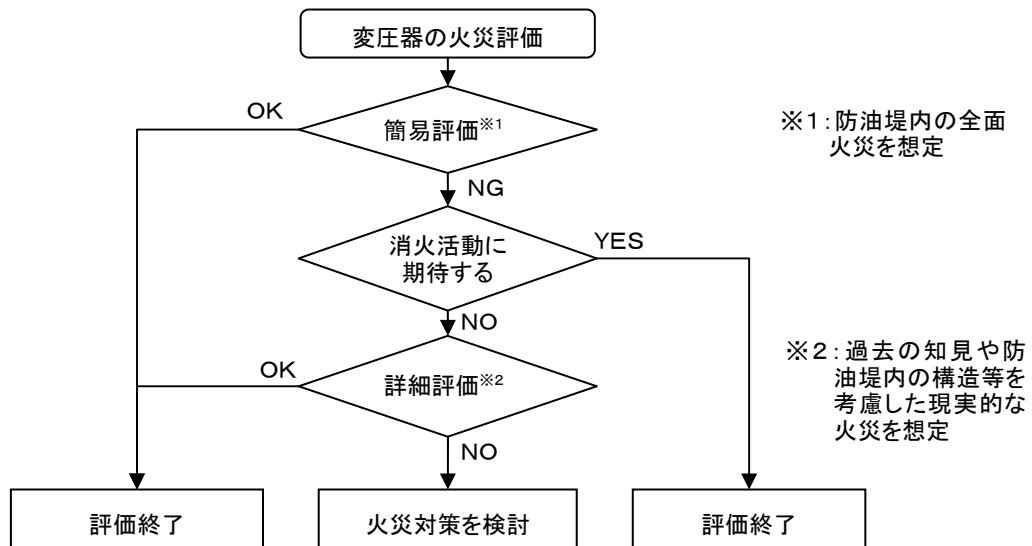 変圧器の火災評価
OK
簡易評価※1
※1:防油堤内の全面
火災を想定
NG
消火活動に
期待する
YES
NO
OK
詳細評価※2
※2:過去の知見や防
油堤内の構造等を
考慮した現実的な
火災を想定
NO
評価終了
火災対策を検討
評価終了